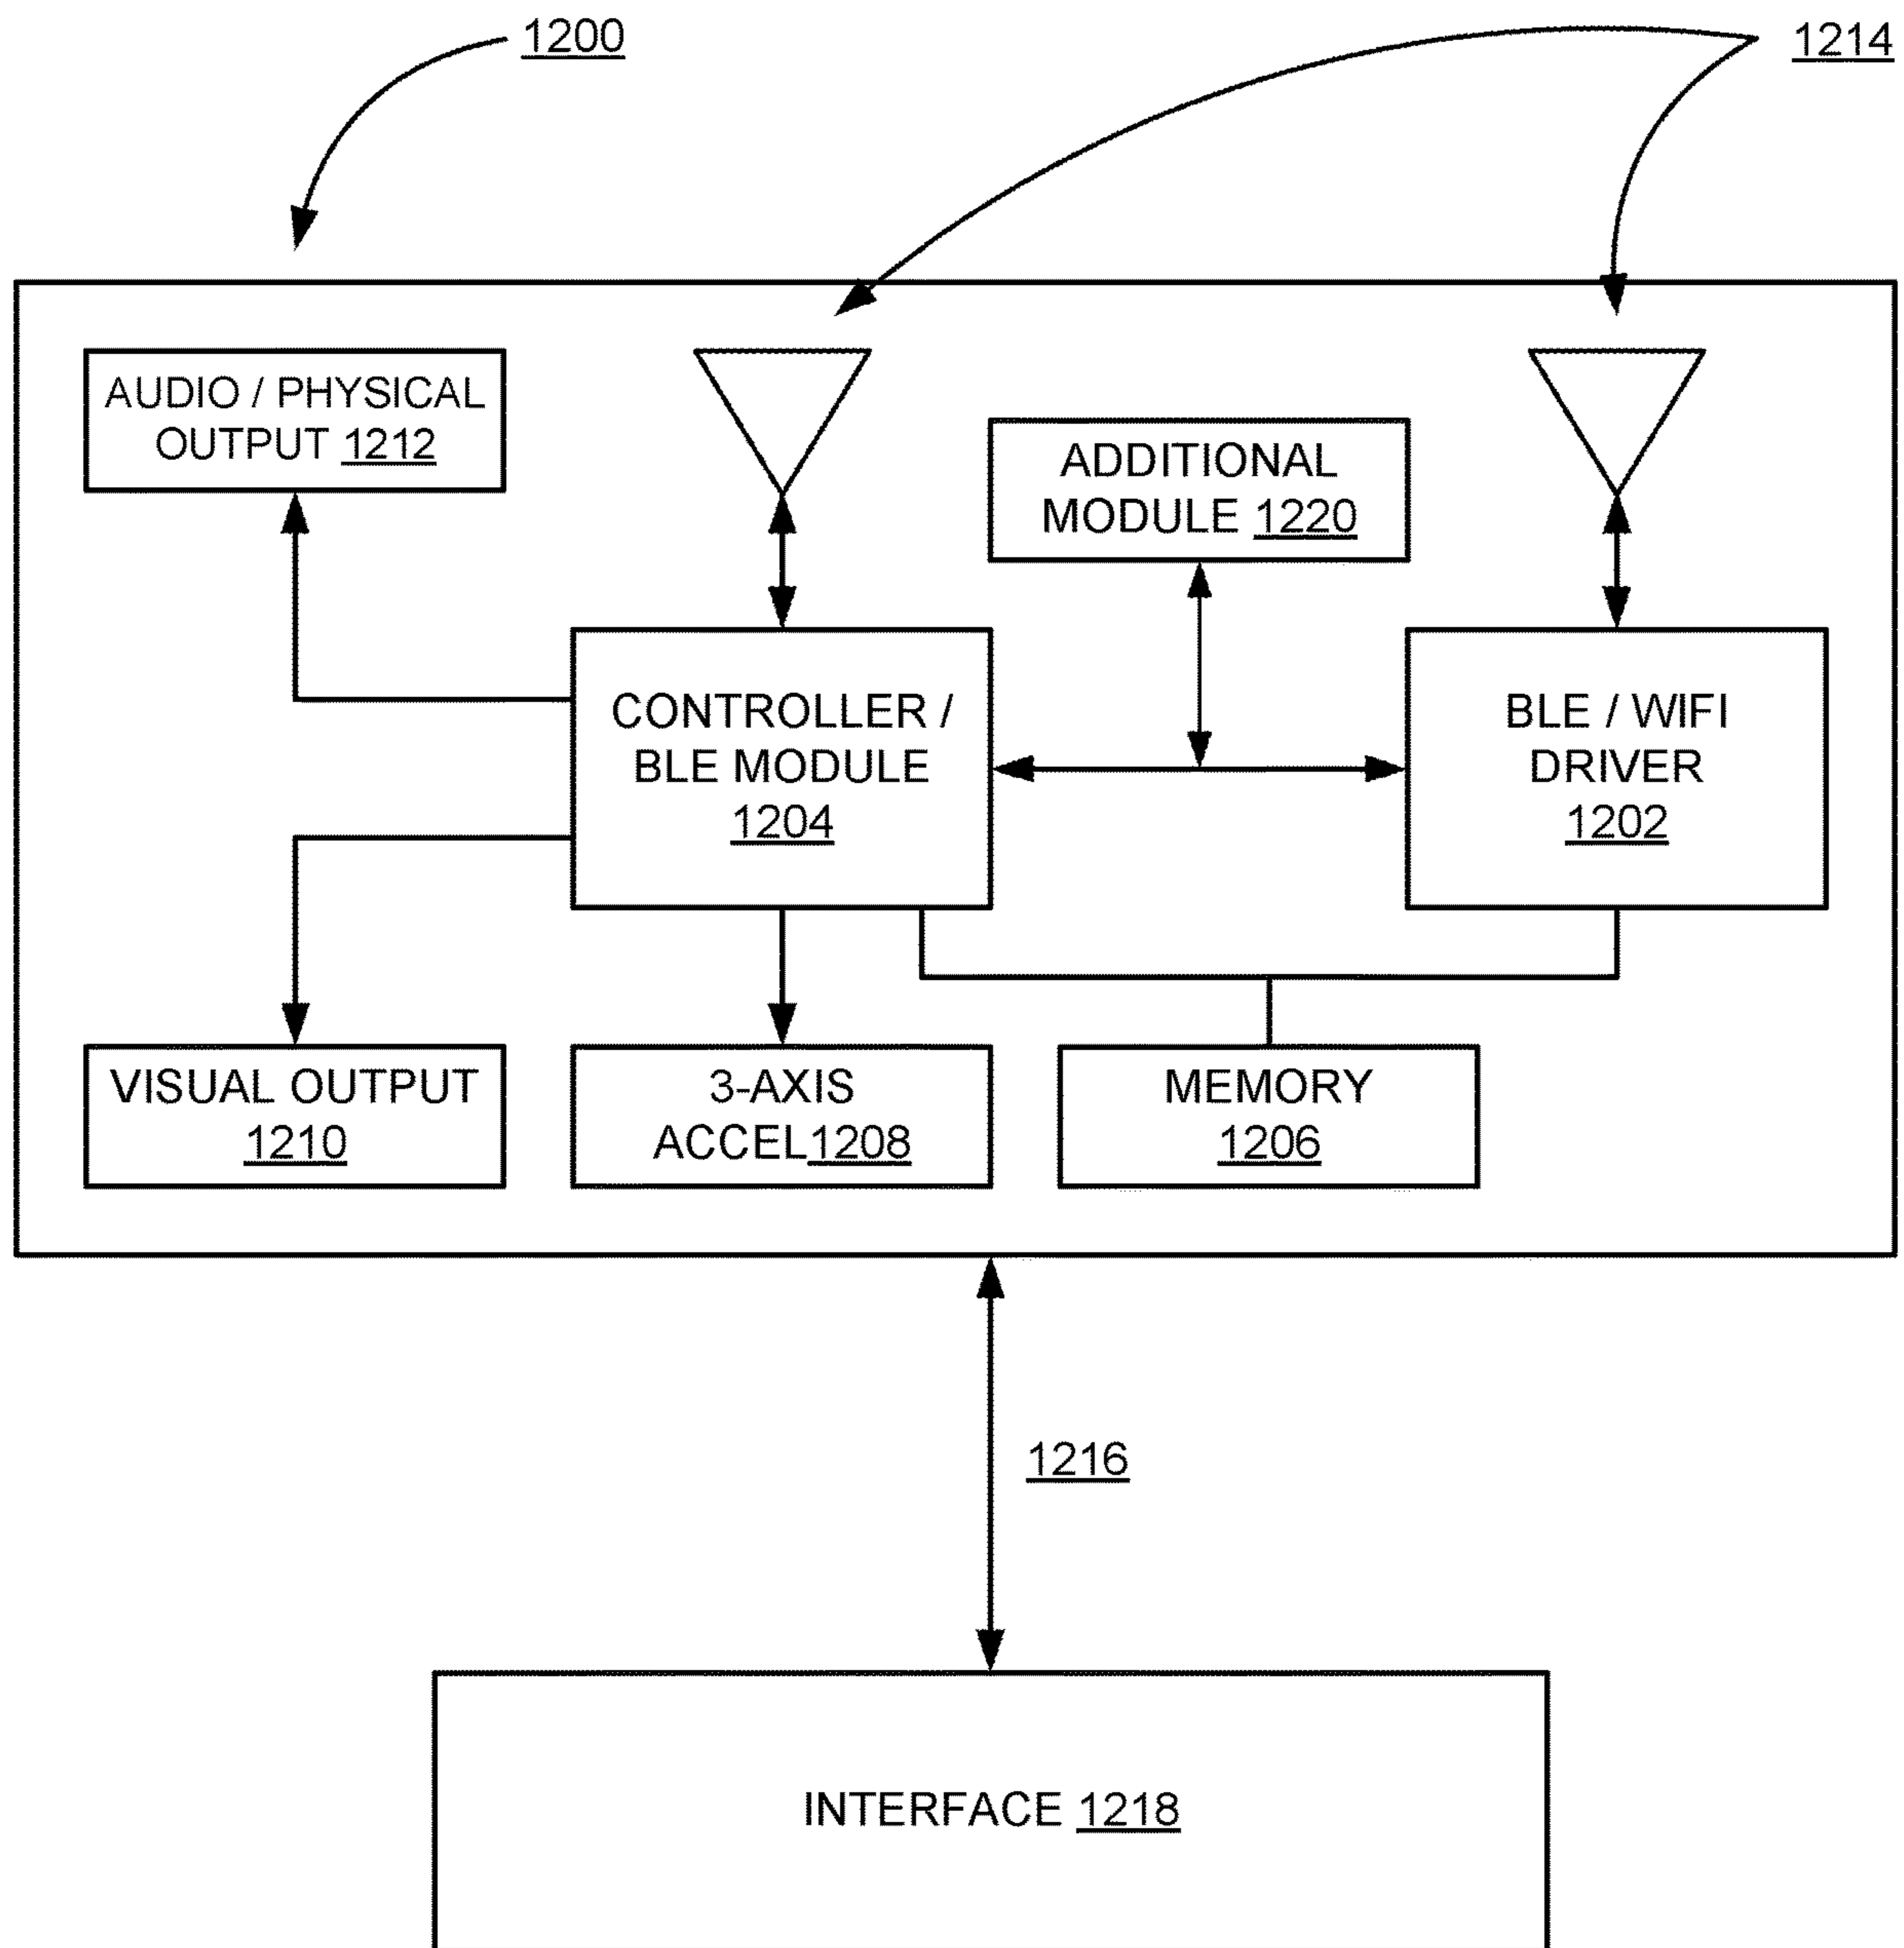 1200
1214
AUDIO / PHYSICAL
OUTPUT 1212
ADDITIONAL
MODULE 1220
CONTROLLER /
BLE MODULE
1204
BLE / WIFI
DRIVER
1202
VISUAL OUTPUT
1210
3-AXIS
ACCEL1208
MEMORY
1206
1216
INTERFACE 1218